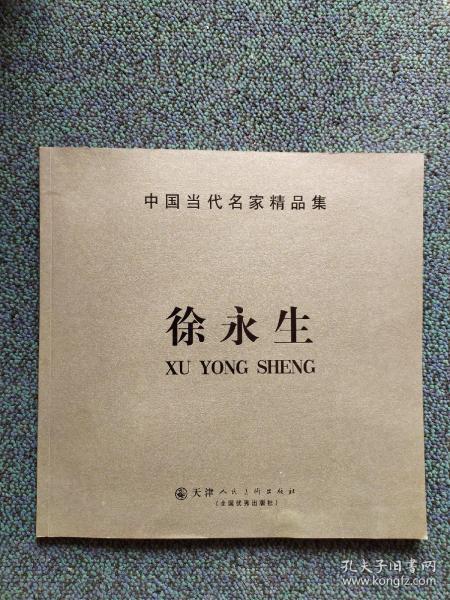 中国当代名家精品集
徐永生
XU YONG SHENG
天津人民美术出版社
(全国优秀出版社)
孔夫子旧书网
www.kongfz.com